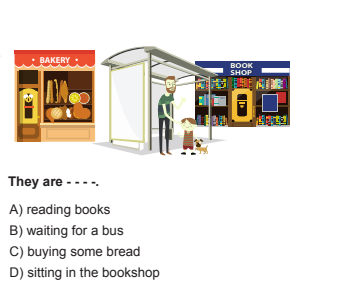 • BAKERY •
BOOK
SHOP
They are - - - -.
A) reading books
B) waiting for a bus
C) buying some bread
D) sitting in the bookshop